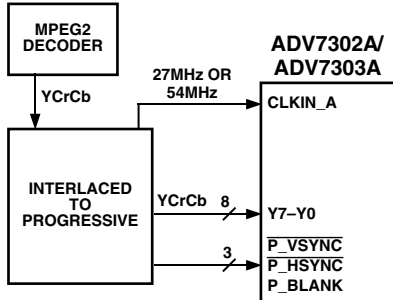 MPEG2
DECODER
YCrCb
INTERLACED
TO
PROGRESSIVE
27MHz OR
54MHz
YCrCb
8
3
ADV7302A/
ADV7303A
CLKIN_A
Y7–Y0
P_VSYNC
P_HSYNC
P_BLANK